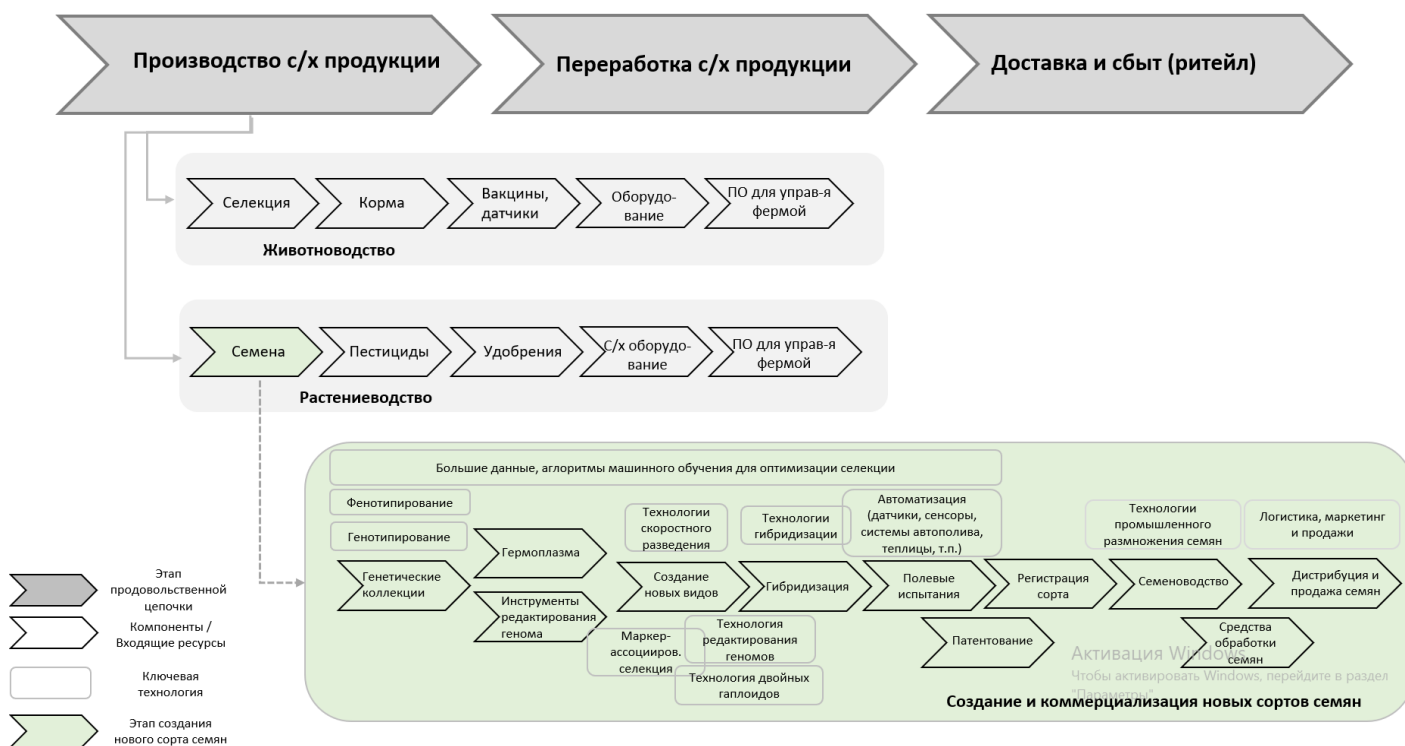 Производство с/х продукции
Переработка с/х продукции
Доставка и сбыт (ритейл)
Селекция
Корма
Вакцины,
датчики
Оборудо-
вание
ПО для управ-я
фермой
Животноводство
Семена
Пестициды
Удобрения
С/х оборудо-
вание
ПО для управ-я
фермой
Растениеводство
Большие данные, аглоритмы машинного обучения для оптимизации селекции
Фенотипирование
Генотипирование
Технологии
скоростного
разведения
Технологии
гибридизации
Автоматизация
(датчики, сенсоры,
системы автополива,
теплицы, т.п.)
Технологии
промышленного
размножения семян
Логистика, маркетинг
и продажи
Генетические
коллекции
Гермоплазма
Инструменты
редактирования
генома
Создание
новых видов
Гибридизация
Полевые
испытания
Регистрация
сорта
Семеноводство
Дистрибуция и
продажа семян
Маркер-
ассоцииров.
селекция
Технология
редактирования
геномов
Технология двойных
гаплоидов
Патентование
Средства
обработки
семян
Активация Windows
Чтобы активировать Windows, перейдите в раздел
"Параметры".
Создание и коммерциализация новых сортов семян
Этап
продовольственной
цепочки
Компоненты /
Входящие ресурсы
Ключевая
технология
Этап создания
нового сорта семян